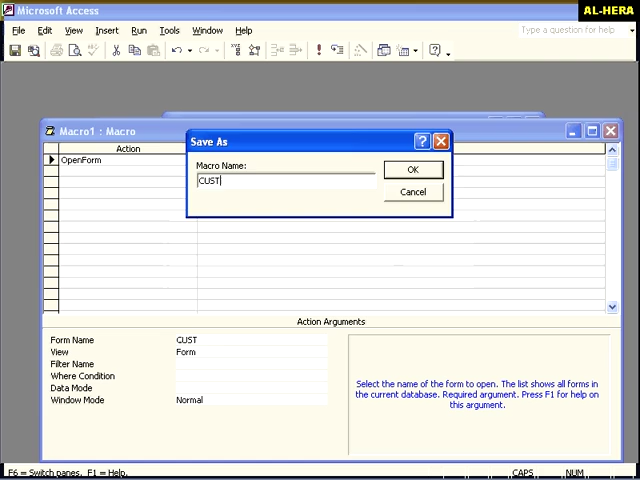 AL-HERA
Microsoft Access
File Edit View Insert Run Tools Window Help
Type a question for help
Macro1 : Macro
Save As
Action
Macro Name:
OK
OpenForm
CUST
Cancel
Action Arguments
Form Name CUST
View Form
Filter Name
Where Condition
Data Mode
Window Mode Normal
Select the name of the form to open. The list shows all forms in
the current database. Required argument. Press F1 for help on
this argument.
F6 = Switch panes. F1 = Help.
CAPS NUM